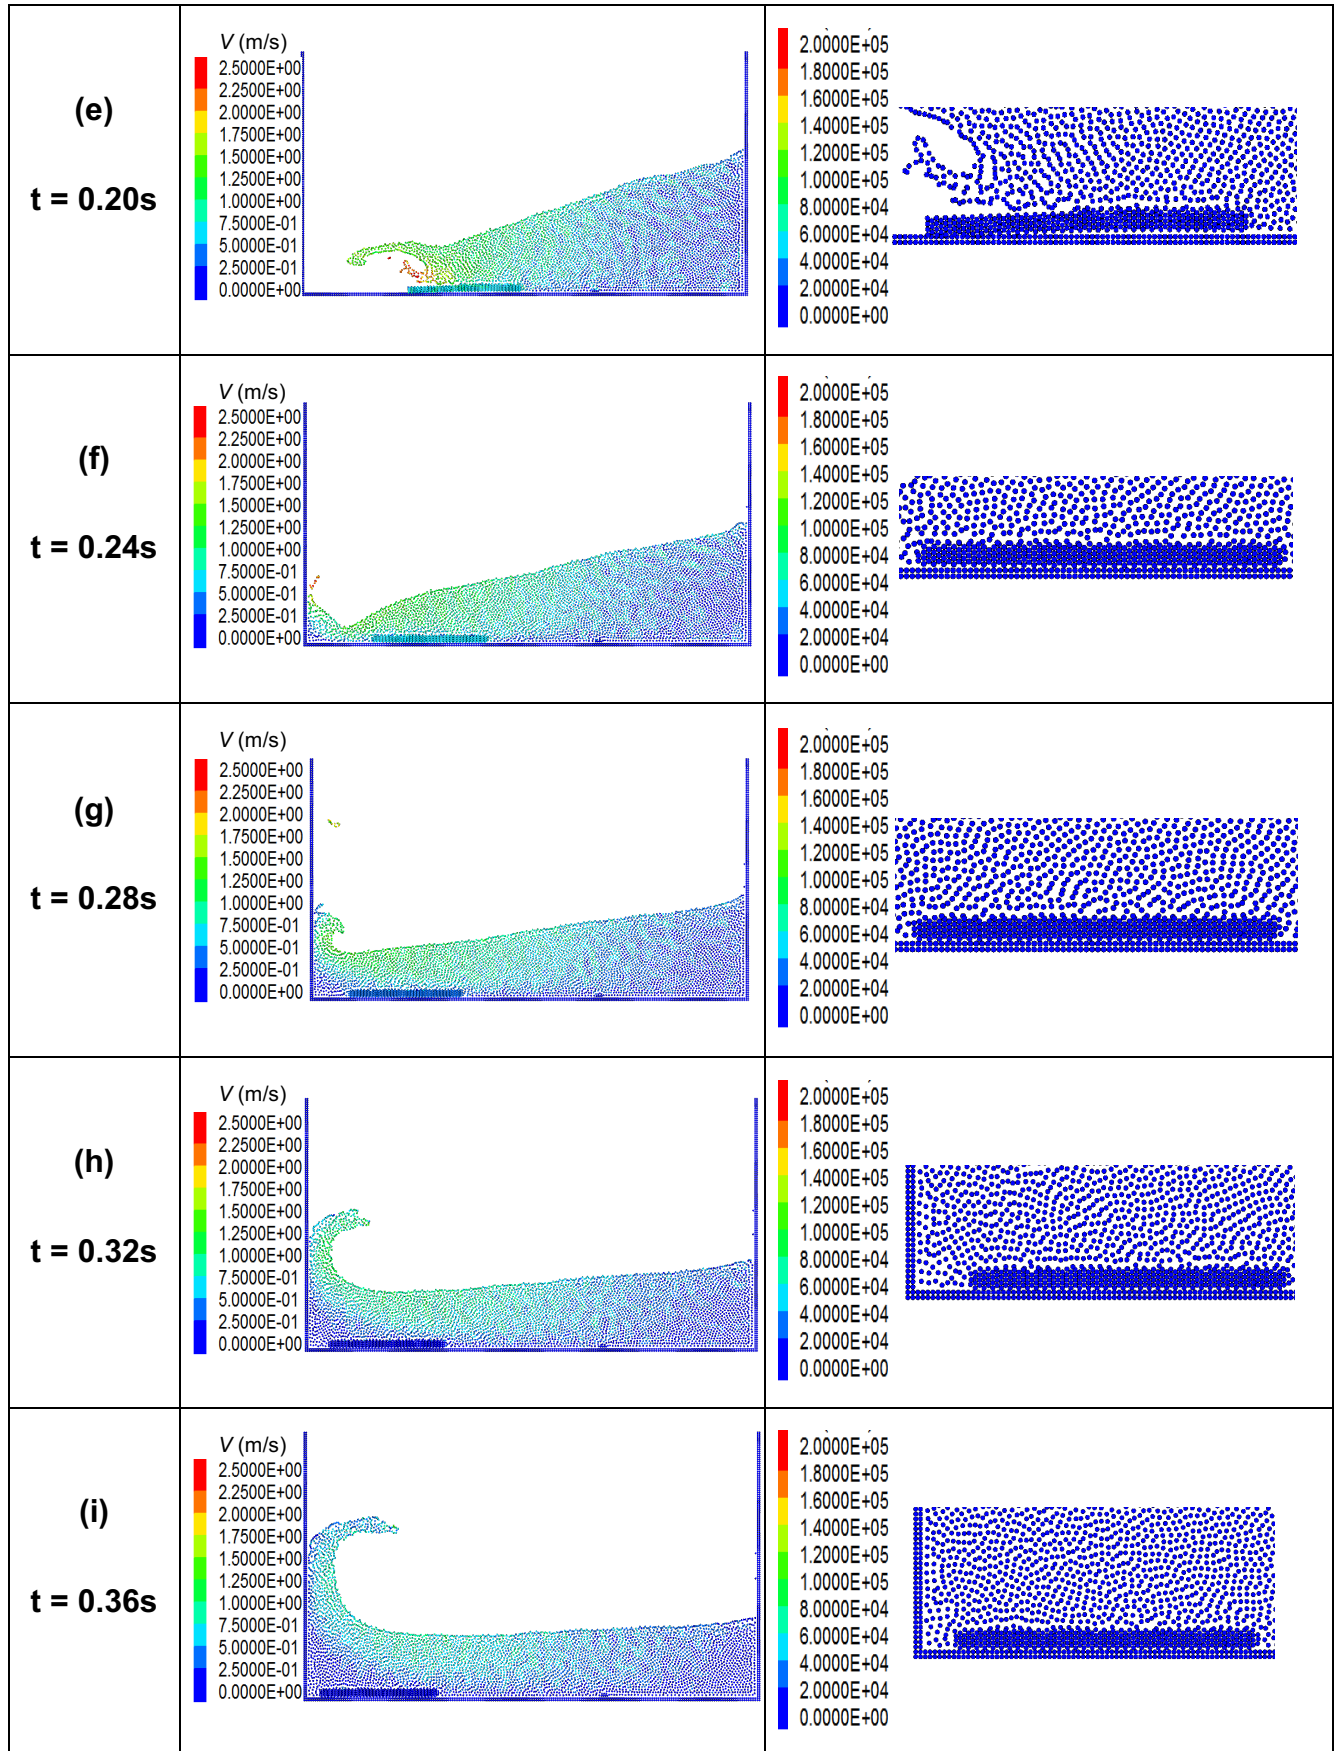 (e)
t = 0.20s
V (m/s)
2.5000E+00
2.2500E+00
2.0000E+00
1.7500E+00
1.5000E+00
1.2500E+00
1.0000E+00
7.5000E-01
5.0000E-01
2.5000E-01
0.0000E+00
2.0000E+05
1.8000E+05
1.6000E+05
1.4000E+05
1.2000E+05
1.0000E+05
8.0000E+04
6.0000E+04
4.0000E+04
2.0000E+04
0.0000E+00
(f)
t = 0.24s
V (m/s)
2.5000E+00
2.2500E+00
2.0000E+00
1.7500E+00
1.5000E+00
1.2500E+00
1.0000E+00
7.5000E-01
5.0000E-01
2.5000E-01
0.0000E+00
2.0000E+05
1.8000E+05
1.6000E+05
1.4000E+05
1.2000E+05
1.0000E+05
8.0000E+04
6.0000E+04
4.0000E+04
2.0000E+04
0.0000E+00
(g)
t = 0.28s
V (m/s)
2.5000E+00
2.2500E+00
2.0000E+00
1.7500E+00
1.5000E+00
1.2500E+00
1.0000E+00
7.5000E-01
5.0000E-01
2.5000E-01
0.0000E+00
2.0000E+05
1.8000E+05
1.6000E+05
1.4000E+05
1.2000E+05
1.0000E+05
8.0000E+04
6.0000E+04
4.0000E+04
2.0000E+04
0.0000E+00
(h)
t = 0.32s
2.5000E+00
2.2500E+00
2.0000E+00
1.7500E+00
1.5000E+00
1.2500E+00
1.0000E+00
7.5000E-01
5.0000E-01
2.5000E-01
0.0000E+00
V (m/s)
2.0000E+05
1.8000E+05
1.6000E+05
1.4000E+05
1.2000E+05
1.0000E+05
8.0000E+04
6.0000E+04
4.0000E+04
2.0000E+04
0.0000E+00
(i)
t = 0.36s
V (m/s)
2.5000E+00
2.2500E+00
2.0000E+00
1.7500E+00
1.5000E+00
1.2500E+00
1.0000E+00
7.5000E-01
5.0000E-01
2.5000E-01
0.0000E+00
2.0000E+05
1.8000E+05
1.6000E+05
1.4000E+05
1.2000E+05
1.0000E+05
8.0000E+04
6.0000E+04
4.0000E+04
2.0000E+04
0.0000E+00